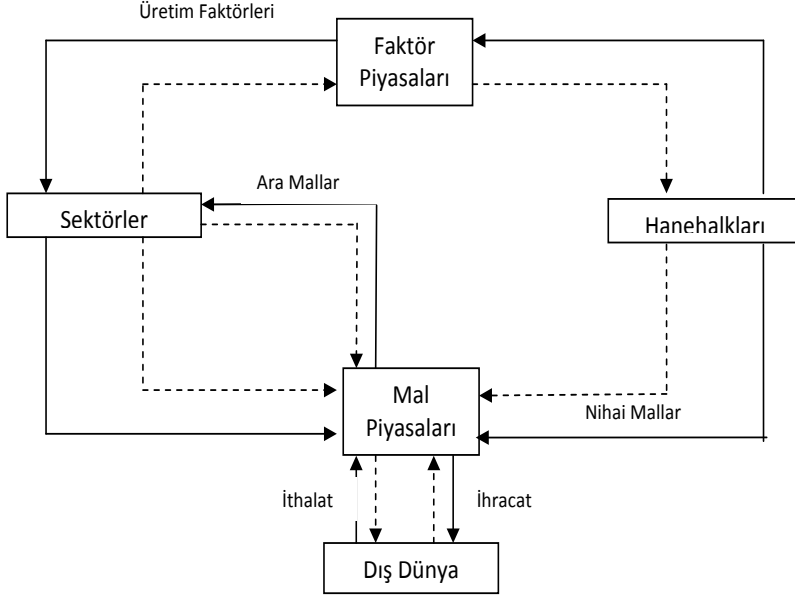 Üretim Faktörleri
Faktör
Piyasaları
Ara Mallar
Sektörler
Hanehalkları
Mal
Piyasaları
Nihai Mallar
İthalat
İhracat
Dış Dünya